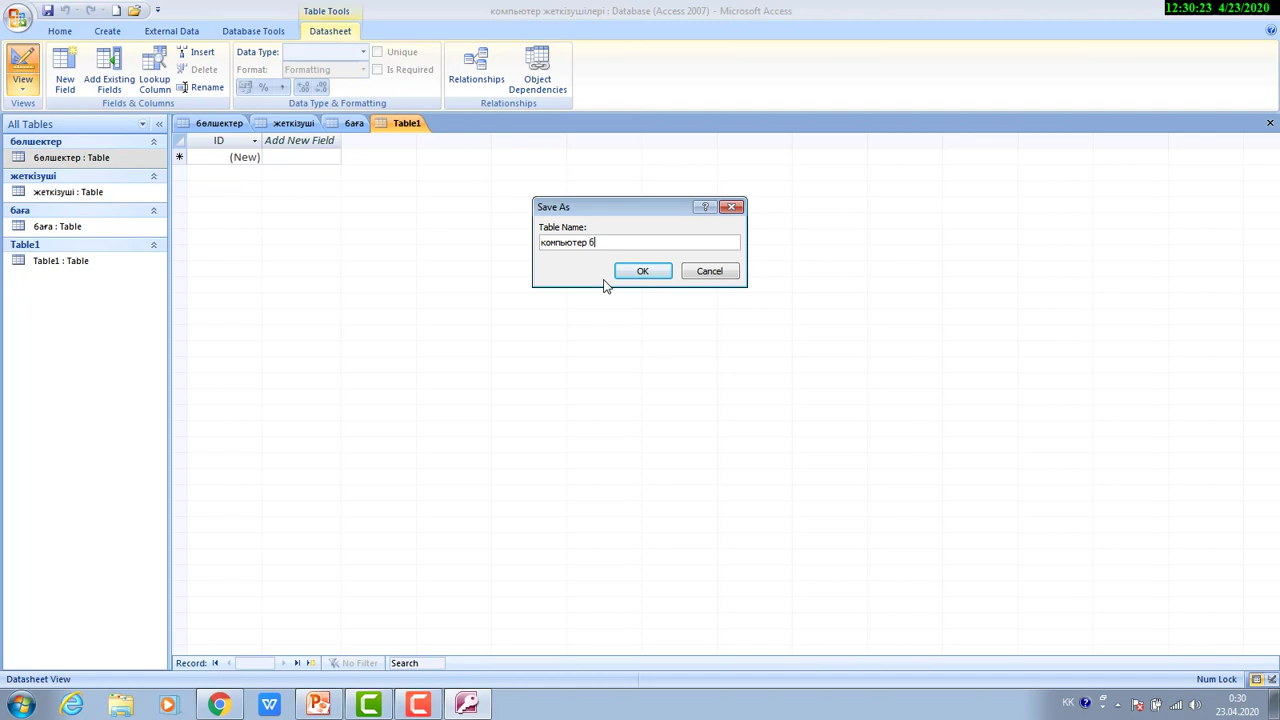 Table Tools
компьютер жеткізушілері : Database (Access 2007) - Microsoft Access
12:30:23 4/23/2020
Home Create External Data Database Tools Datasheet
View
New Field
Add Existing Fields
Lookup Column
Insert
Delete
Rename
Data Type:
Format: Formatting
Unique
Is Required
Relationships
Object Dependencies
Views Fields & Columns Data Type & Formatting Relationships
All Tables
бөлшектер жеткізуші баға Table1
бөлшектер
бөлшектер : Table
жеткізуші
жеткізуші : Table
баға
баға : Table
Table1
Table1 : Table
ID Add New Field
(New)
Save As
Table Name:
компьютер б
OK Cancel
Record: No Filter Search
Datasheet View Num Lock
KK 0:30
23.04.2020